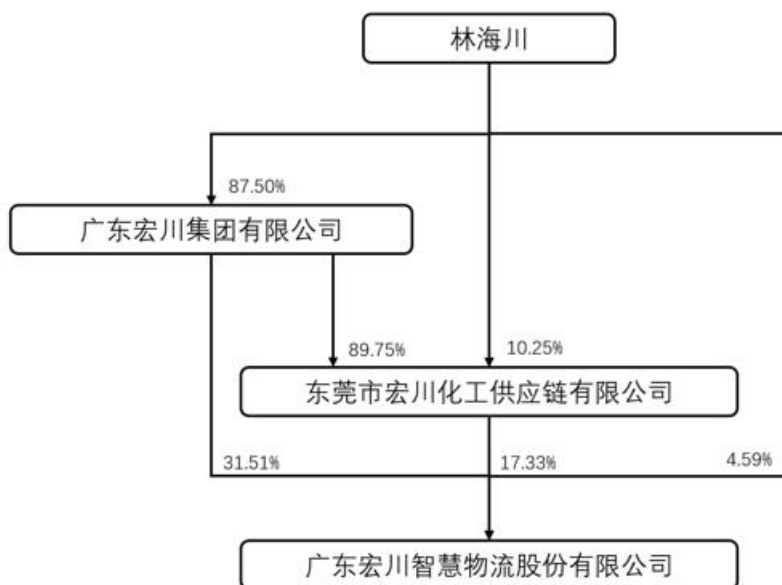 林海川
87.50%
广东宏川集团有限公司
89.75%
10.25%
东莞市宏川化工供应链有限公司
31.51%
17.33%
4.59%
广东宏川智慧物流股份有限公司